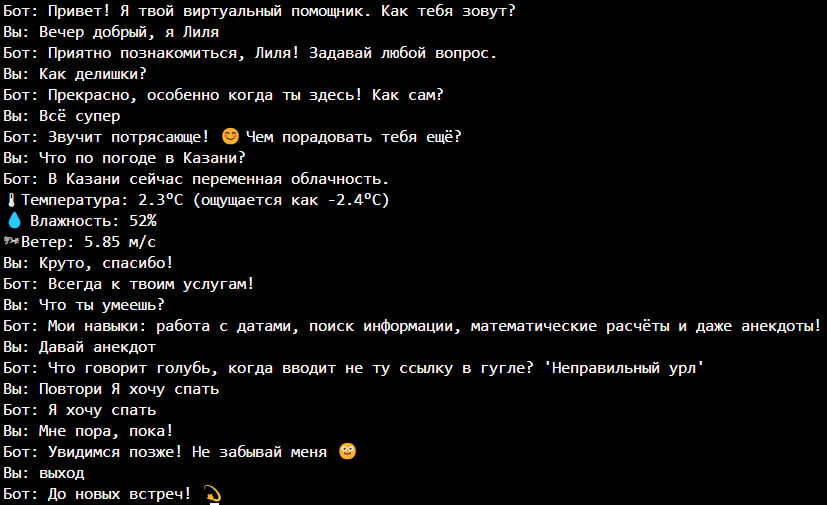 Бот: Привет! Я твой виртуальный помощник. Как тебя зовут?
Вы: Вечер добрый, я Лиля
Бот: Приятно познакомиться, Лиля! Задавай любой вопрос.
Вы: Как делишки?
Бот: Прекрасно, особенно когда ты здесь! Как сам?
Вы: Всё супер
Бот: Звучит потрясающе! 😊 Чем порадовать тебя ещё?
Вы: Что по погоде в Казани?
Бот: В Казани сейчас переменная облачность.
🌡Температура: 2.3°C (ощущается как -2.4°C)
💧 Влажность: 52%
🌬Ветер: 5.85 м/с
Вы: Круто, спасибо!
Бот: Всегда к твоим услугам!
Вы: Что ты умеешь?
Бот: Мои навыки: работа с датами, поиск информации, математические расчёты и даже анекдоты!
Вы: Давай анекдот
Бот: Что говорит голубь, когда вводит не ту ссылку в гугле? 'Неправильный урл'
Вы: Повтори Я хочу спать
Бот: Я хочу спать
Вы: Мне пора, пока!
Бот: Увидимся позже! Не забывай меня 🥺
Вы: выход
Бот: До новых встреч! 💫